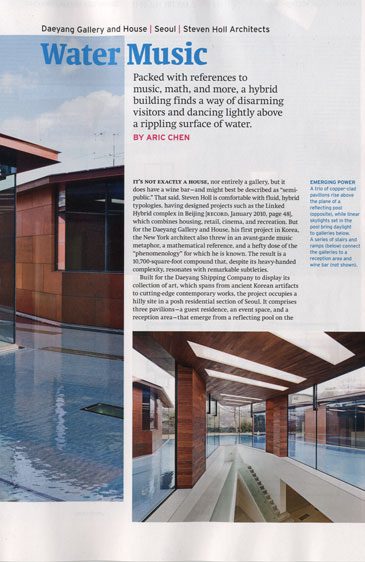 Daeyang Gallery and House | Seoul | Steven Holl Architects
Water Music
Packed with references to
music, math, and more, a hybrid
building finds a way of disarming
visitors and dancing lightly above
a rippling surface of water.
BY ARIC CHEN
IT'S NOT EXACTLY A HOUSE, nor entirely a gallery, but it
does have a wine bar—and might best be described as "semi-
public." That said, Steven Holl is comfortable with fluid, hybrid
typologies, having designed projects such as the Linked
Hybrid complex in Beijing [RECORD, January 2010, page 48],
which combines housing, retail, cinema, and recreation. But
for the Daeyang Gallery and House, his first project in Korea,
the New York architect also threw in an avant-garde music
metaphor, a mathematical reference, and a hefty dose of the
"phenomenology" for which he is known. The result is a
10,700-square-foot compound that, despite its heavy-handed
complexity, resonates with remarkable subtleties.
Built for the Daeyang Shipping Company to display its
collection of art, which spans from ancient Korean artifacts
to cutting-edge contemporary works, the project occupies a
hilly site in a posh residential section of Seoul. It comprises
three pavilions—a guest residence, an event space, and a
reception area—that emerge from a reflecting pool on the
EMERGING POWER
A trio of copper-clad
pavilions rise above
the plane of a
reflecting pool
(opposite), while linear
skylights set in the
pool bring daylight
to galleries below.
A series of stairs and
ramps (below) connect
the galleries to a
reception area and
wine bar (not shown).